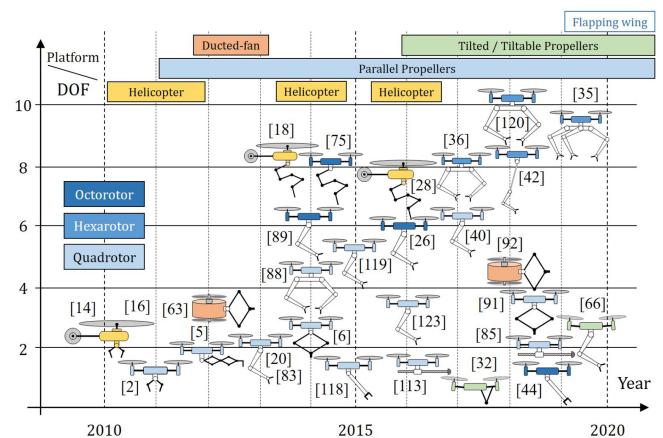 Flapping wing
Platform
Ducted-fan
Tilted / Tiltable Propellers
Parallel Propellers
DOF
Helicopter
Helicopter
Helicopter
10
[35]
[120]
[18]
[75]
[36]
8
[28]
[42]
Octorotor
Hexarotor
Quadrotor
6
[89]
[26]
[40]
[92]
[119]
[88]
4
[14]
[16]
[63]
[91]
[66]
[5]
[6]
[123]
[85]
2
[20]
[2]
[83]
[118]
[113]
[32]
[44]
Year
2010
2015
2020